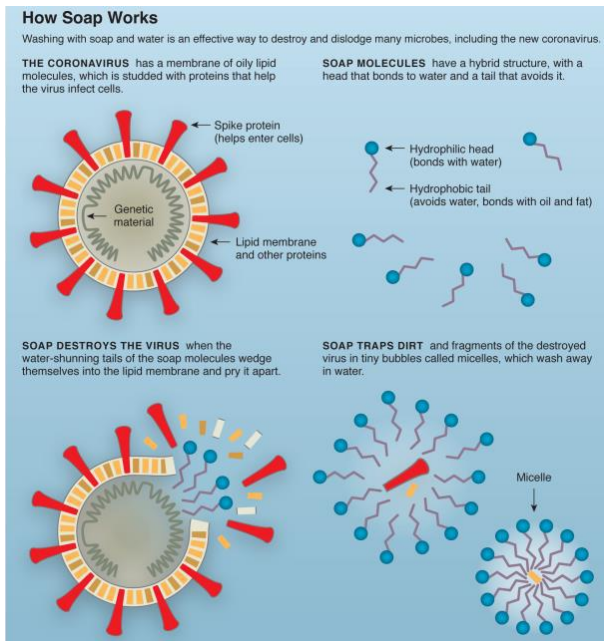 How Soap Works
Washing with soap and water is an effective way to destroy and dislodge many microbes, including the new coronavirus.
THE CORONAVIRUS has a membrane of oily lipid
molecules, which is studded with proteins that help
the virus infect cells.
Spike protein
(helps enter cells)
Genetic
material
Lipid membrane
and other proteins
SOAP MOLECULES have a hybrid structure, with a
head that bonds to water and a tail that avoids it.
Hydrophilic head
(bonds with water)
Hydrophobic tail
(avoids water, bonds with oil and fat)
SOAP DESTROYS THE VIRUS when the
water-shunning tails of the soap molecules wedge
themselves into the lipid membrane and pry it apart.
SOAP TRAPS DIRT and fragments of the destroyed
virus in tiny bubbles called micelles, which wash away
in water.
Micelle